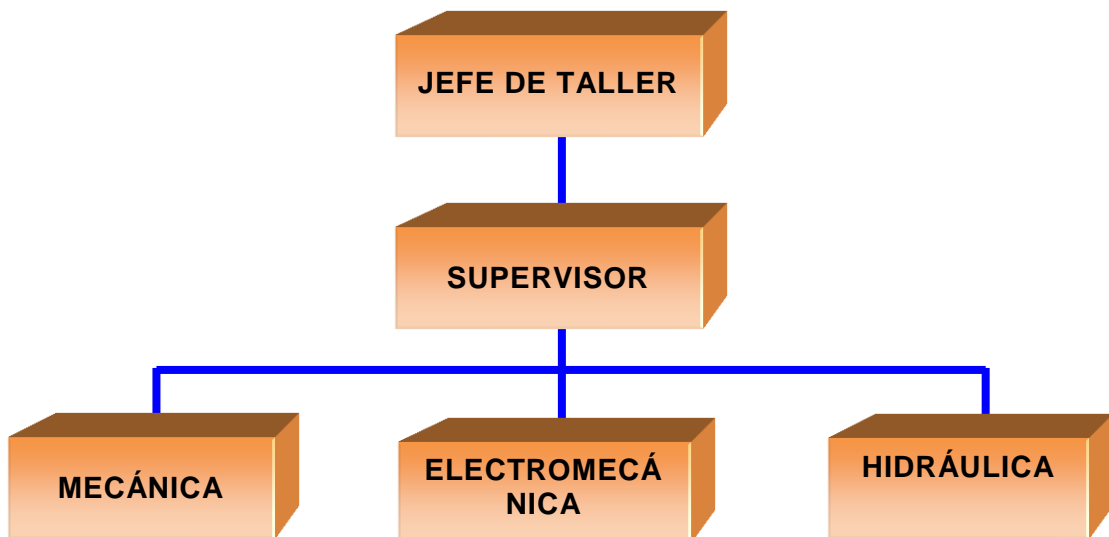 JEFE DE TALLER
SUPERVISOR
MECÁNICA
ELECTROMECÁ
NICA
HIDRÁULICA